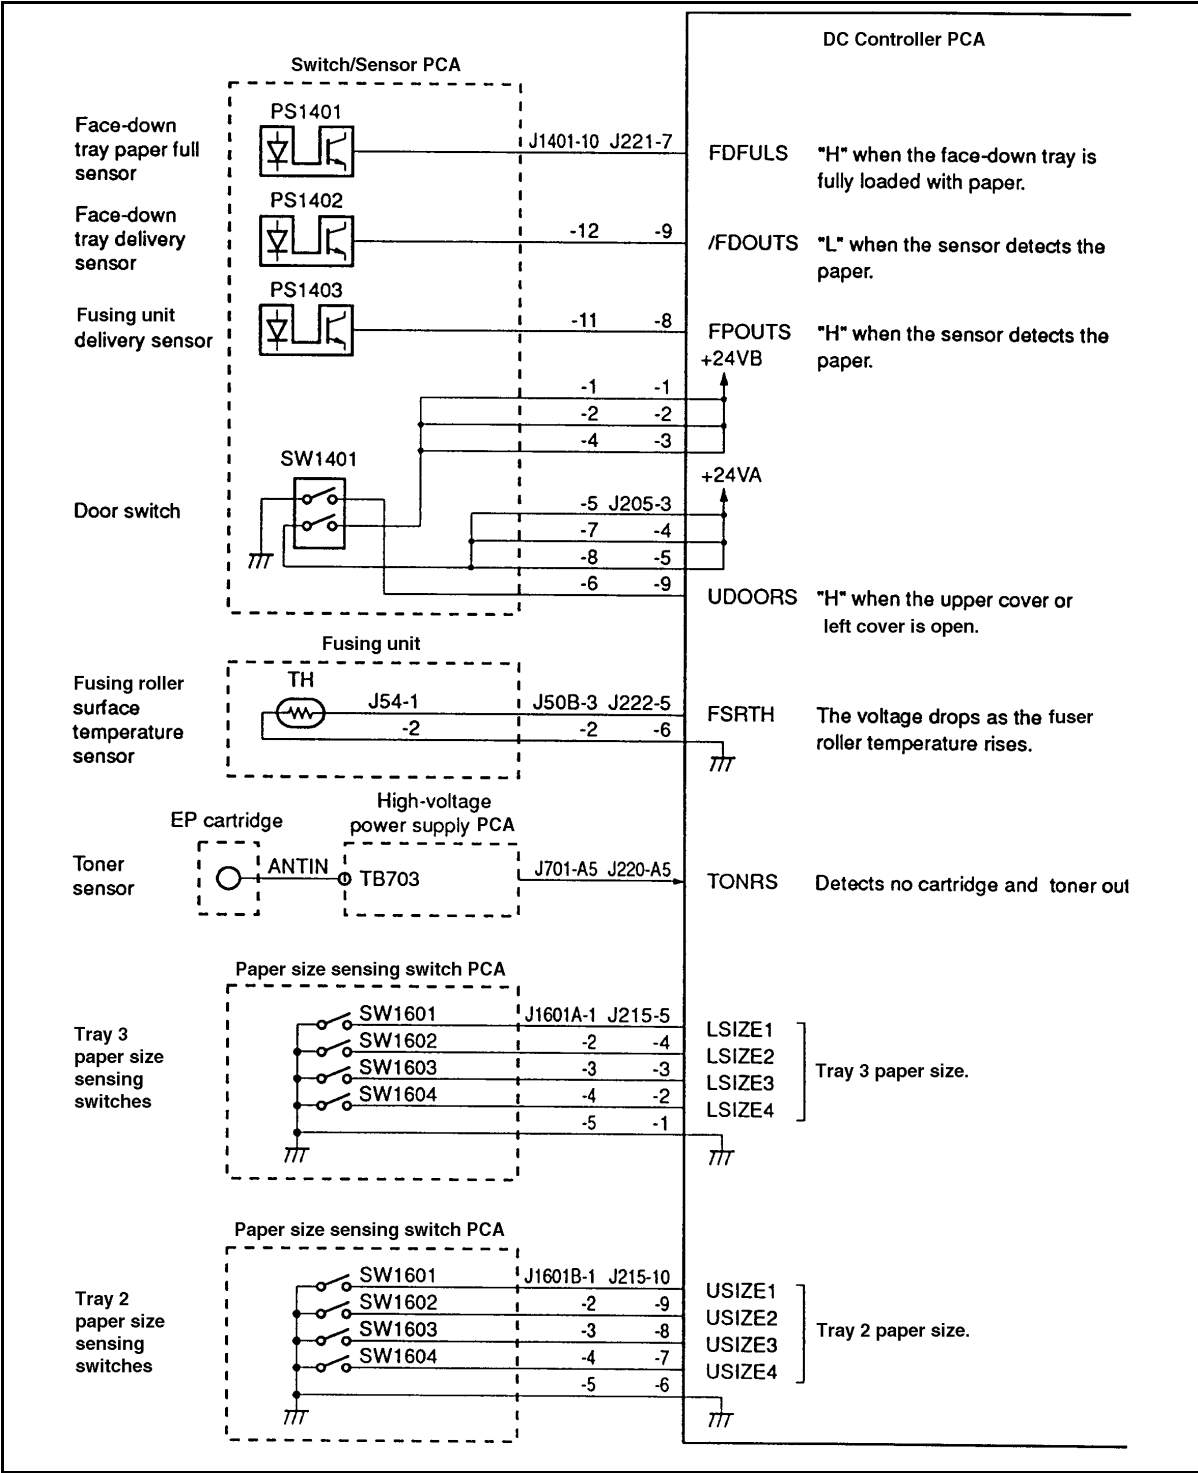 DC Controller PCA
Switch/Sensor PCA
Face-down
tray paper full
sensor
PS1401
J1401-10 J221-7
FDFULS
"H" when the face-down tray is
fully loaded with paper.
Face-down
tray delivery
sensor
PS1402
-12 -9
/FDOUTS
"L" when the sensor detects the
paper.
Fusing unit
delivery sensor
PS1403
-11 -8
FPOUTS
"H" when the sensor detects the
paper.
+24VB
-1 -1
-2 -2
-4 -3
Door switch
SW1401
+24VA
-5 J205-3
-7 -4
-8 -5
-6 -9
UDOORS
"H" when the upper cover or
left cover is open.
Fusing unit
Fusing roller
surface
temperature
sensor
TH
J54-1
J50B-3 J222-5
-2
-2 -6
FSRTH
The voltage drops as the fuser
roller temperature rises.
High-voltage
power supply PCA
EP cartridge
Toner
sensor
ANTIN
TB703
J701-A5 J220-A5
TONRS
Detects no cartridge and toner out
Paper size sensing switch PCA
Tray 3
paper size
sensing
switches
SW1601
J1601A-1 J215-5
LSIZE1
SW1602
-2 -4
LSIZE2
SW1603
-3 -3
LSIZE3
SW1604
-4 -2
LSIZE4
-5 -1
Tray 3 paper size.
Paper size sensing switch PCA
Tray 2
paper size
sensing
switches
SW1601
J1601B-1 J215-10
USIZE1
SW1602
-2 -9
USIZE2
SW1603
-3 -8
USIZE3
SW1604
-4 -7
USIZE4
-5 -6
Tray 2 paper size.